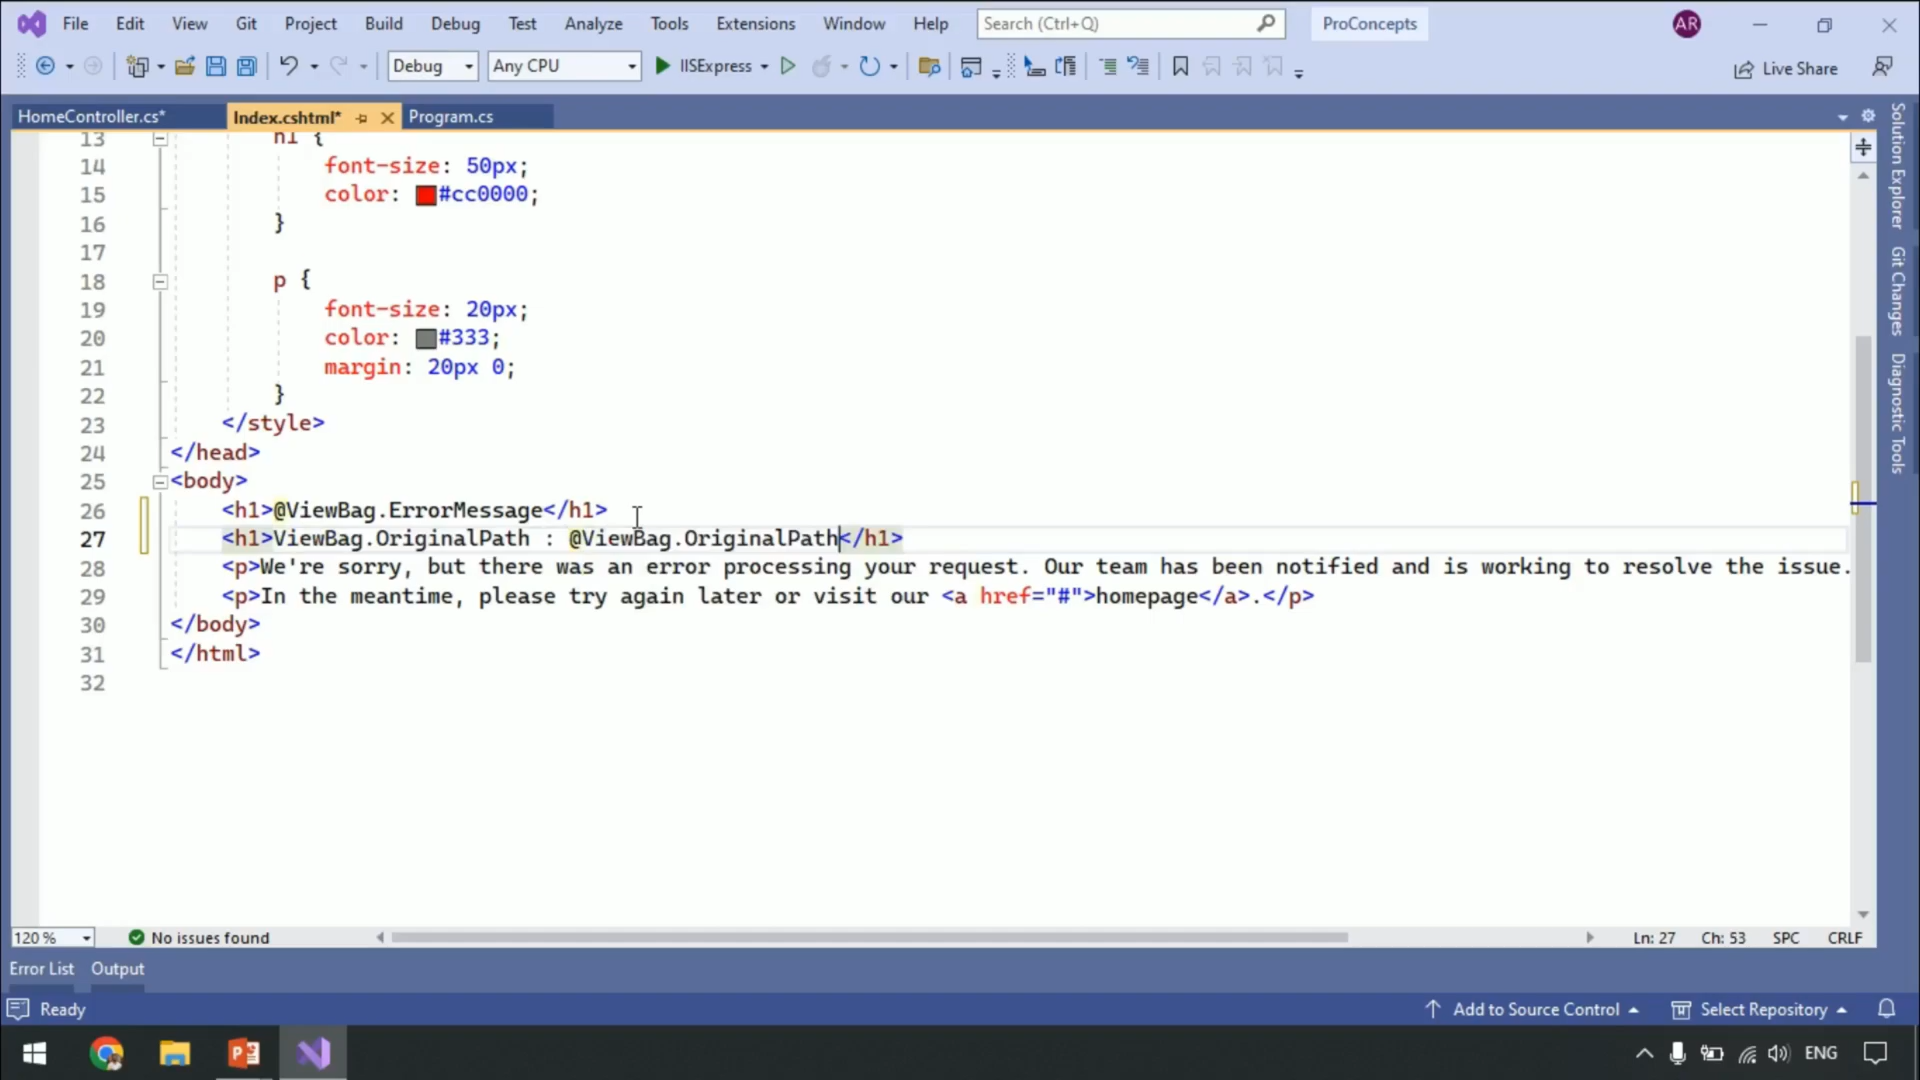 File Edit View Git Project Build Debug Test Analyze Tools Extensions Window Help Search (Ctrl+Q) ProConcepts AR
Debug Any CPU IISExpress Live Share
HomeController.cs* Index.cshtml* Program.cs
13 h1 {
14 font-size: 50px;
15 color: #cc0000;
16 }
17
18 p {
19 font-size: 20px;
20 color: #333;
21 margin: 20px 0;
22 }
23 </style>
24 </head>
25 <body>
26 <h1>@ViewBag.ErrorMessage</h1>
27 <h1>ViewBag.OriginalPath : @ViewBag.OriginalPath</h1>
28 <p>We're sorry, but there was an error processing your request. Our team has been notified and is working to resolve the issue.
29 <p>In the meantime, please try again later or visit our <a href="#">homepage</a>.</p>
30 </body>
31 </html>
32
Solution Explorer
Git Changes
Diagnostic Tools
120 % No issues found Ln: 27 Ch: 53 SPC CRLF
Error List Output
Ready Add to Source Control Select Repository
ENG